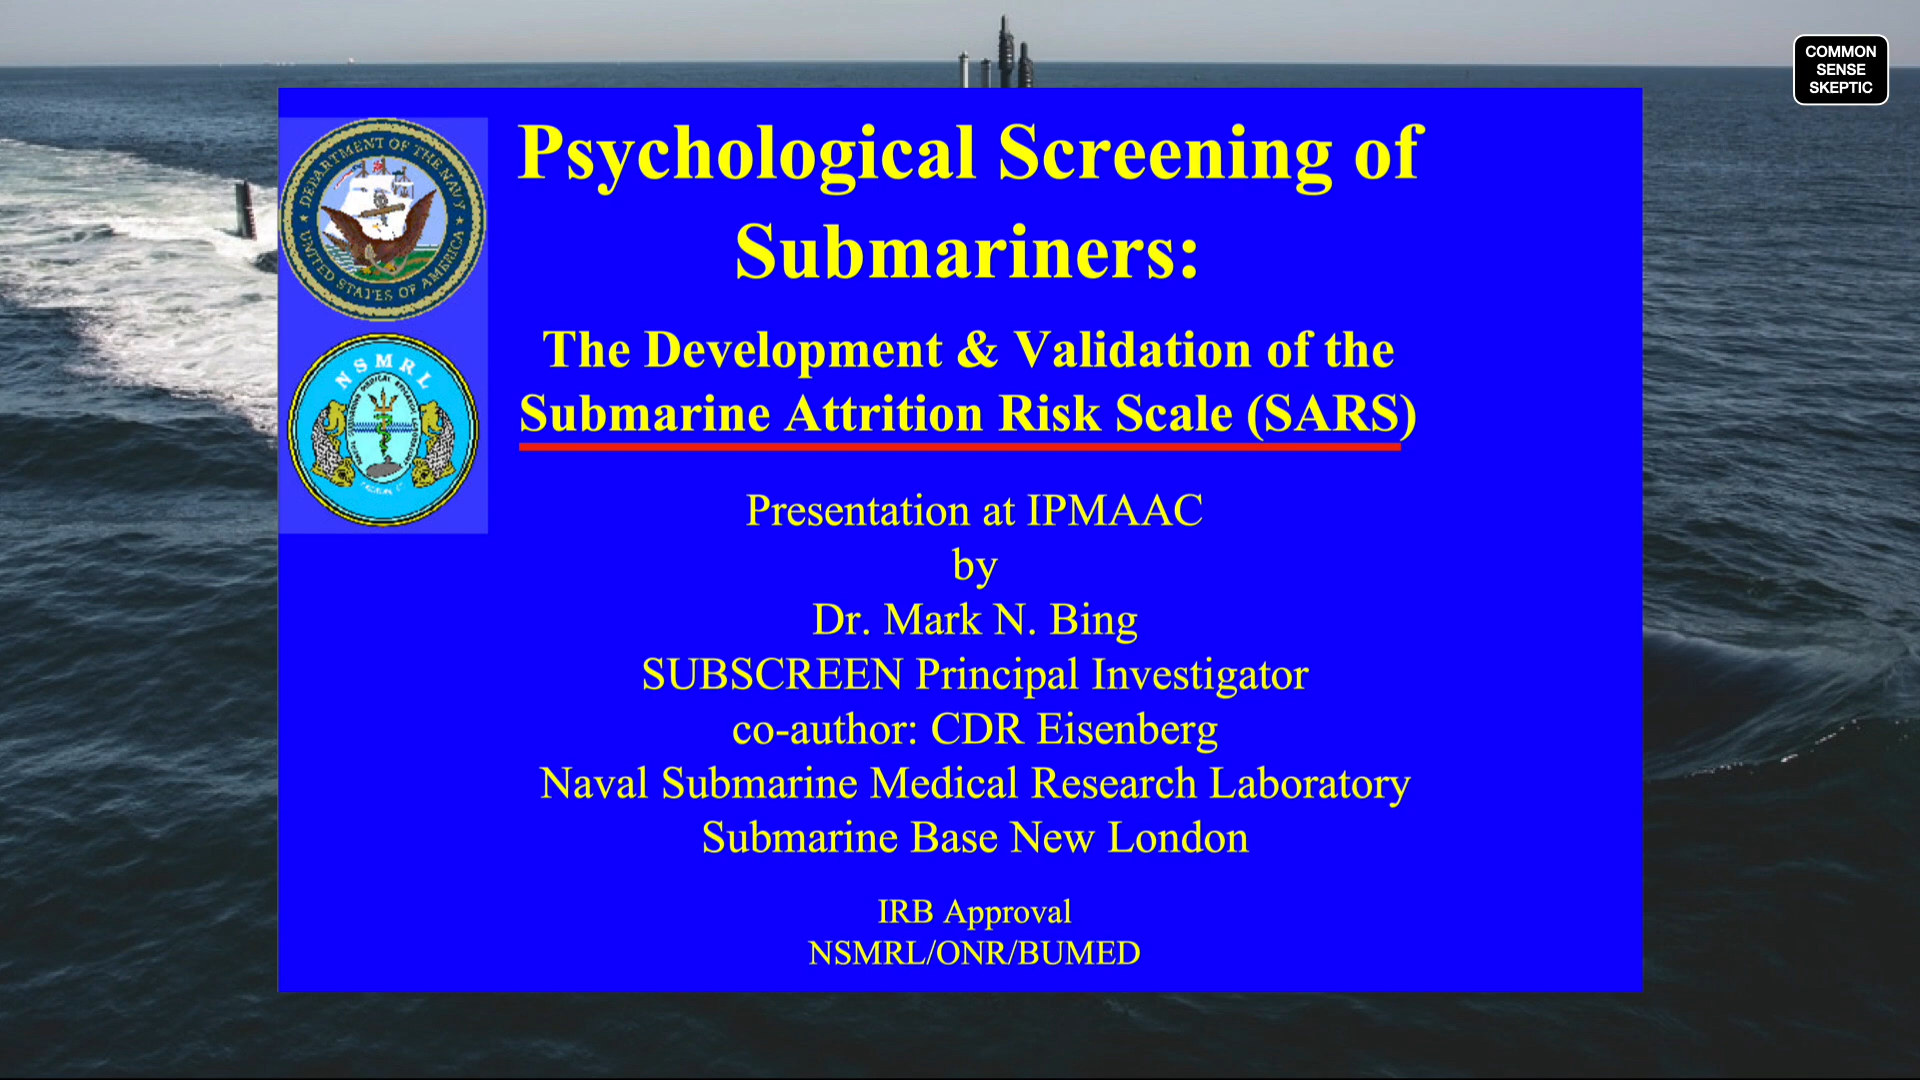 COMMON
SENSE
SKEPTIC
Psychological Screening of
Submariners:
The Development & Validation of the
Submarine Attrition Risk Scale (SARS)
Presentation at IPMAAC
by
Dr. Mark N. Bing
SUBSCREEN Principal Investigator
co-author: CDR Eisenberg
Naval Submarine Medical Research Laboratory
Submarine Base New London
IRB Approval
NSMRL/ONR/BUMED
DEPARTMENT OF THE NAVY
UNITED STATES OF AMERICA
NSMRL